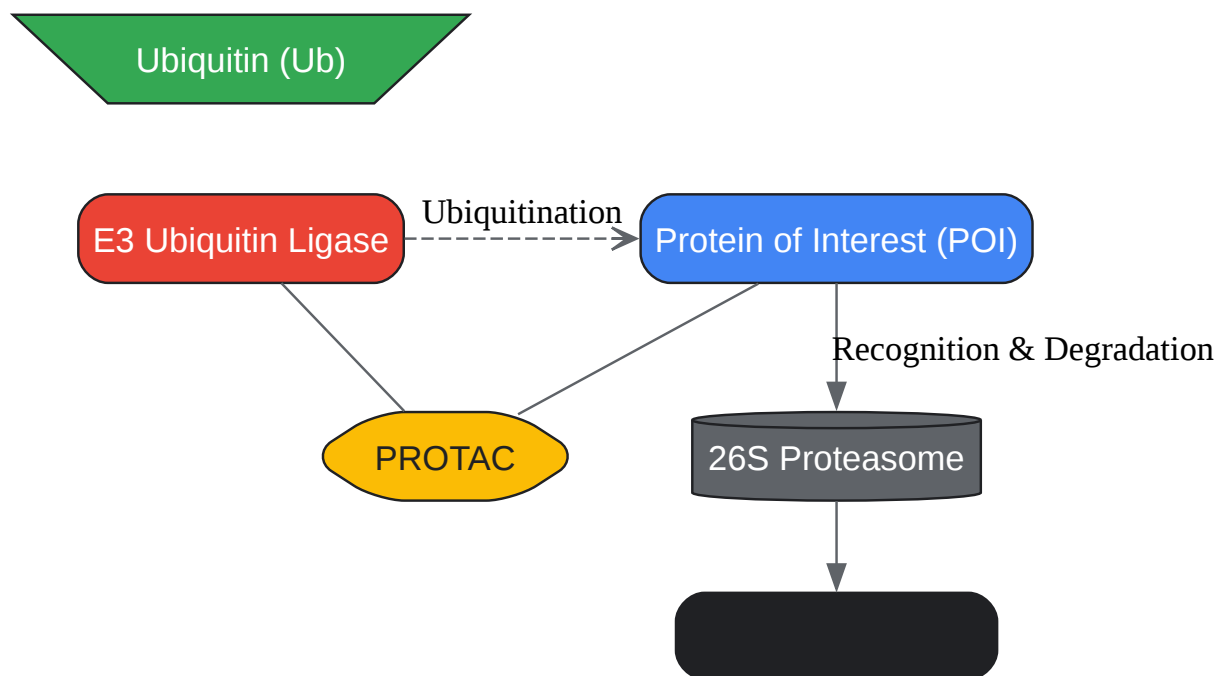 Ubiquitin (Ub)
Ubiquitination
E3 Ubiquitin Ligase
Protein of Interest (POI)
Recognition & Degradation
PROTAC
26S Proteasome